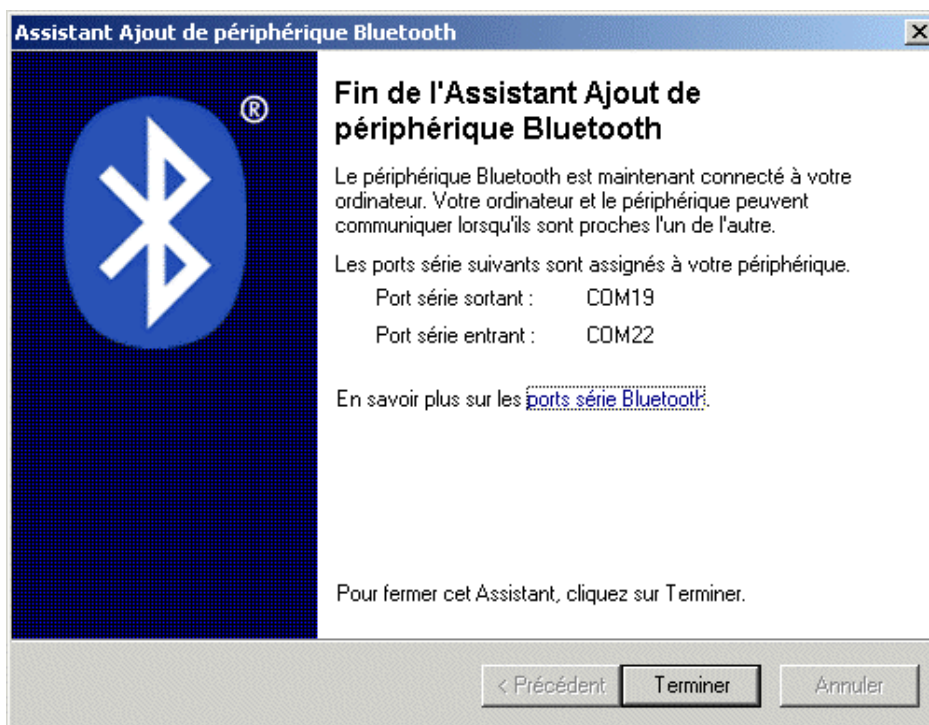 Assistant Ajout de périphérique Bluetooth
®
Fin de l'Assistant Ajout de
périphérique Bluetooth
Le périphérique Bluetooth est maintenant connecté à votre
ordinateur. Votre ordinateur et le périphérique peuvent
communiquer lorsqu'ils sont proches l'un de l'autre.
Les ports série suivants sont assignés à votre périphérique.
Port série sortant : COM19
Port série entrant : COM22
En savoir plus sur les ports série Bluetooth.
Pour fermer cet Assistant, cliquez sur Terminer.
< Précédent Terminer Annuler